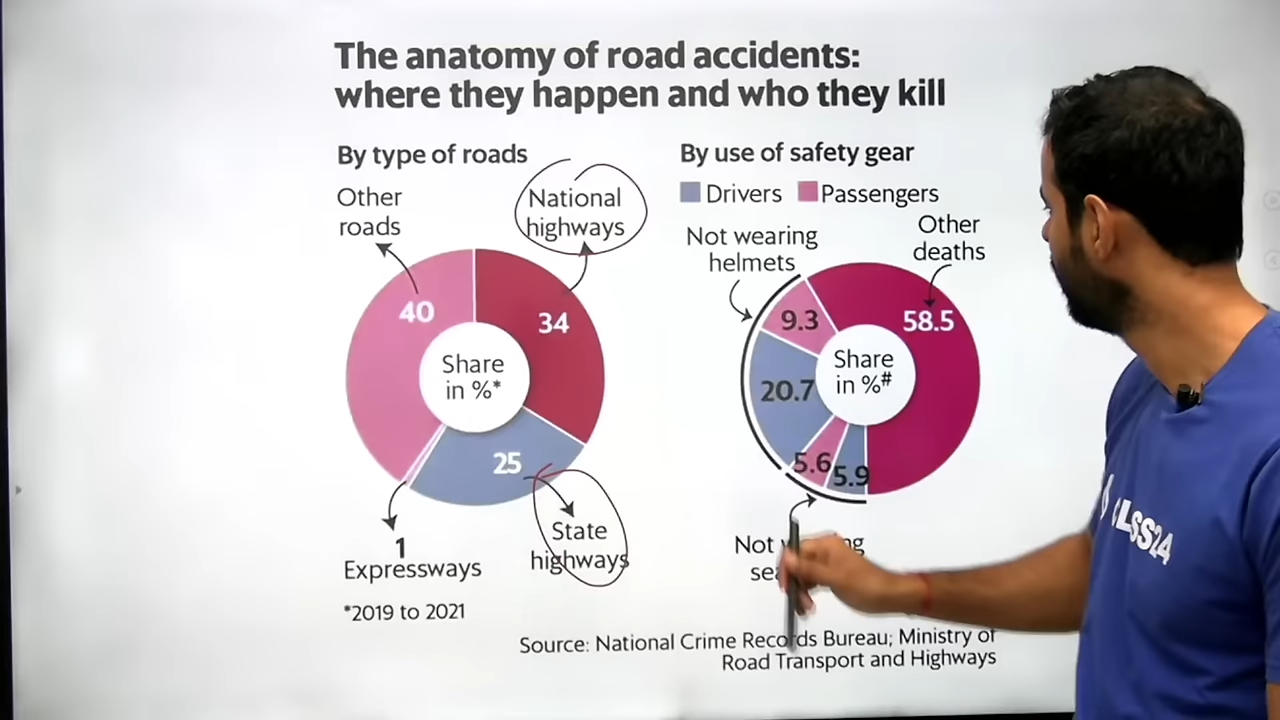 The anatomy of road accidents:
where they happen and who they kill
By type of roads
Other
roads
National
highways
40
34
Share
in %*
25
State
highways
1
Expressways
*2019 to 2021
By use of safety gear
Drivers Passengers
Not wearing
helmets
Other
deaths
9.3
58.5
Share
in %#
20.7
5.6
5.9
Not
Source: National Crime Records Bureau; Ministry of
Road Transport and Highways
LSS24